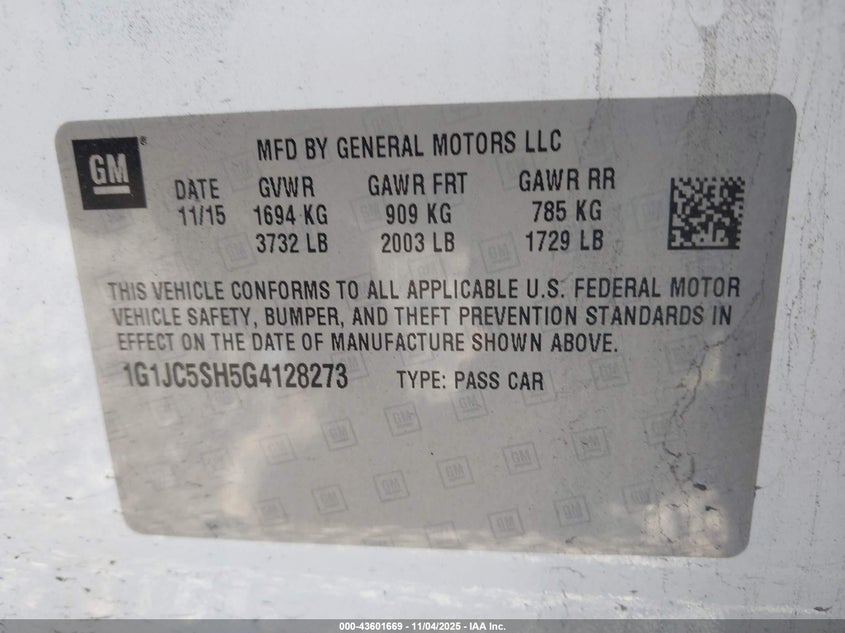 GM
MFD BY GENERAL MOTORS LLC
DATE GVWR GAWR FRT GAWR RR
11/15 1694 KG 909 KG 785 KG
3732 LB 2003 LB 1729 LB
THIS VEHICLE CONFORMS TO ALL APPLICABLE U.S. FEDERAL MOTOR
VEHICLE SAFETY, BUMPER, AND THEFT PREVENTION STANDARDS IN
EFFECT ON THE DATE OF MANUFACTURE SHOWN ABOVE.
1G1JC5SH5G4128273 TYPE: PASS CAR
000-43601669 - 11/04/2025 - IAA Inc.